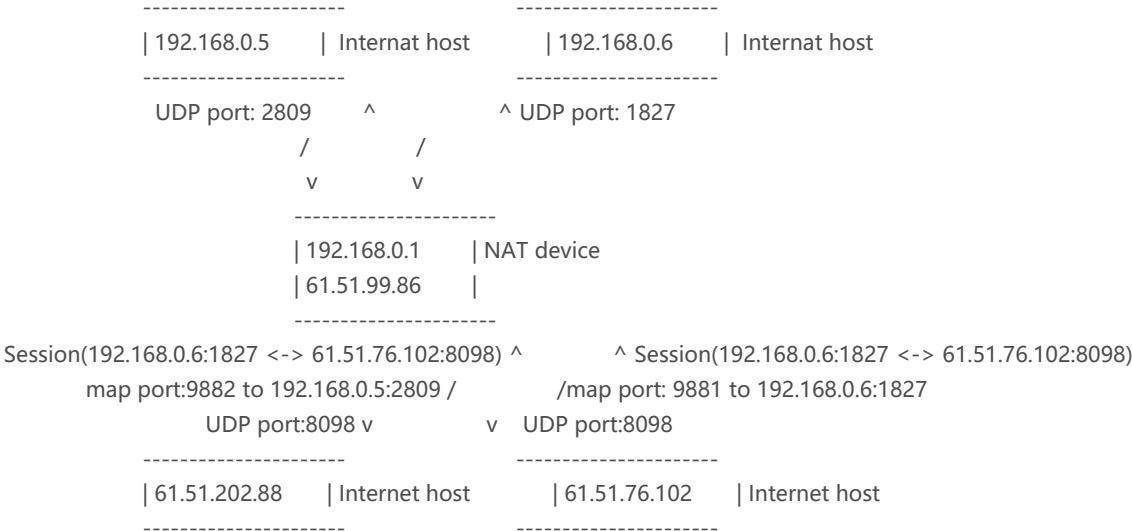 ---------------------- ----------------------
| 192.168.0.5 | Internat host | 192.168.0.6 | Internat host
---------------------- ----------------------
UDP port: 2809 ^ ^ UDP port: 1827
/ /
v v
----------------------
| 192.168.0.1 | NAT device
| 61.51.99.86 |
----------------------
Session(192.168.0.6:1827 <-> 61.51.76.102:8098) ^ ^ Session(192.168.0.6:1827 <-> 61.51.76.102:8098)
map port:9882 to 192.168.0.5:2809 / /map port: 9881 to 192.168.0.6:1827
UDP port:8098 v v UDP port:8098
---------------------- ----------------------
| 61.51.202.88 | Internet host | 61.51.76.102 | Internet host
---------------------- ----------------------